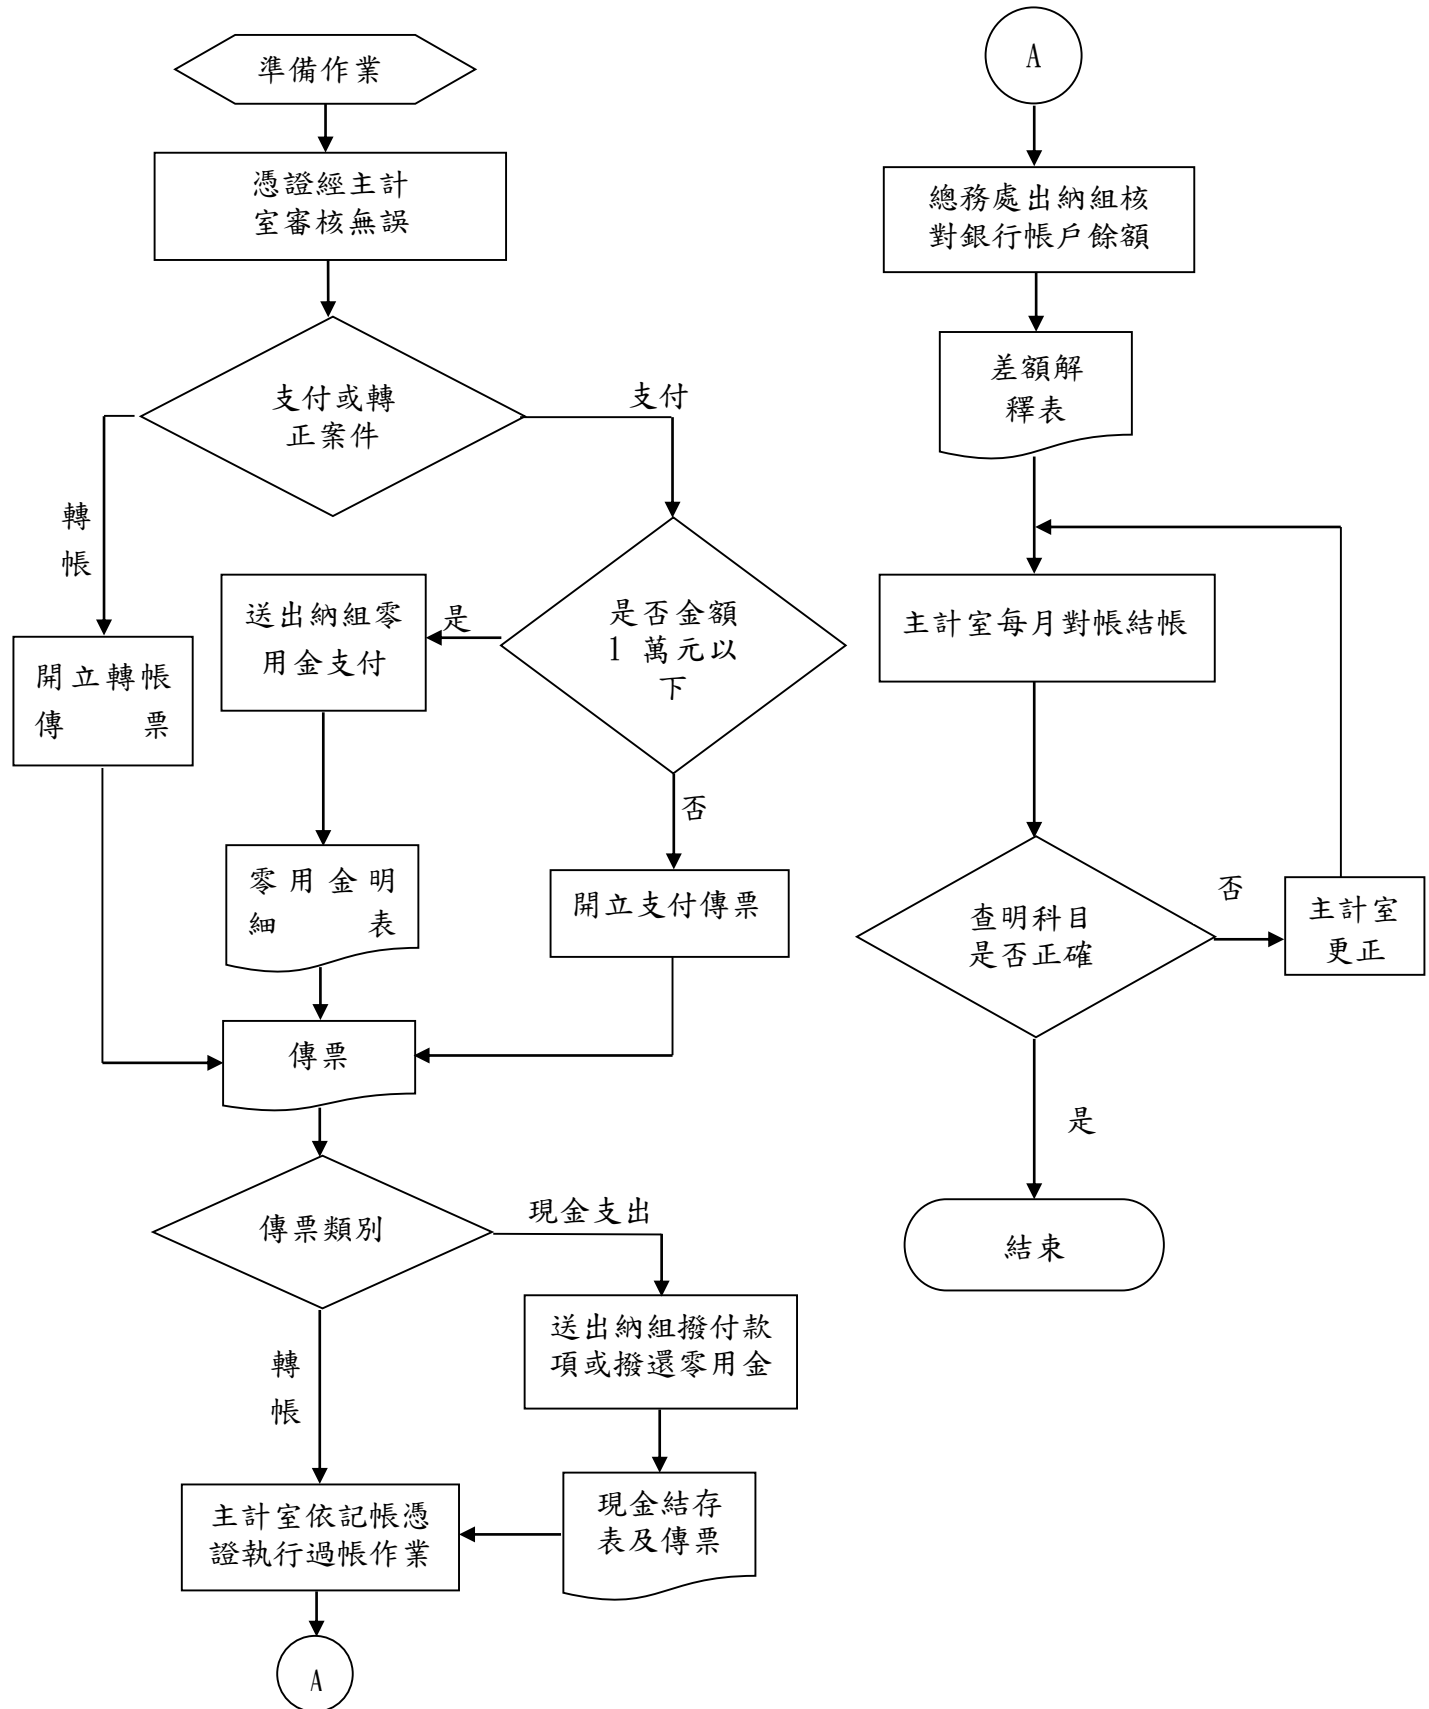 準備作業
憑證經主計
室審核無誤
支付或轉
正案件
支付
轉
帳
是否金額
1 萬元以
下
是
送出納組零
用金支付
開立轉帳
傳票
否
零用金明
細表
開立支付傳票
傳票
傳票類別
現金支出
送出納組撥付款
項或撥還零用金
轉
帳
現金結存
表及傳票
主計室依記帳憑
證執行過帳作業
A
A
總務處出納組核
對銀行帳戶餘額
差額解
釋表
主計室每月對帳結帳
查明科目
是否正確
否
主計室
更正
是
結束